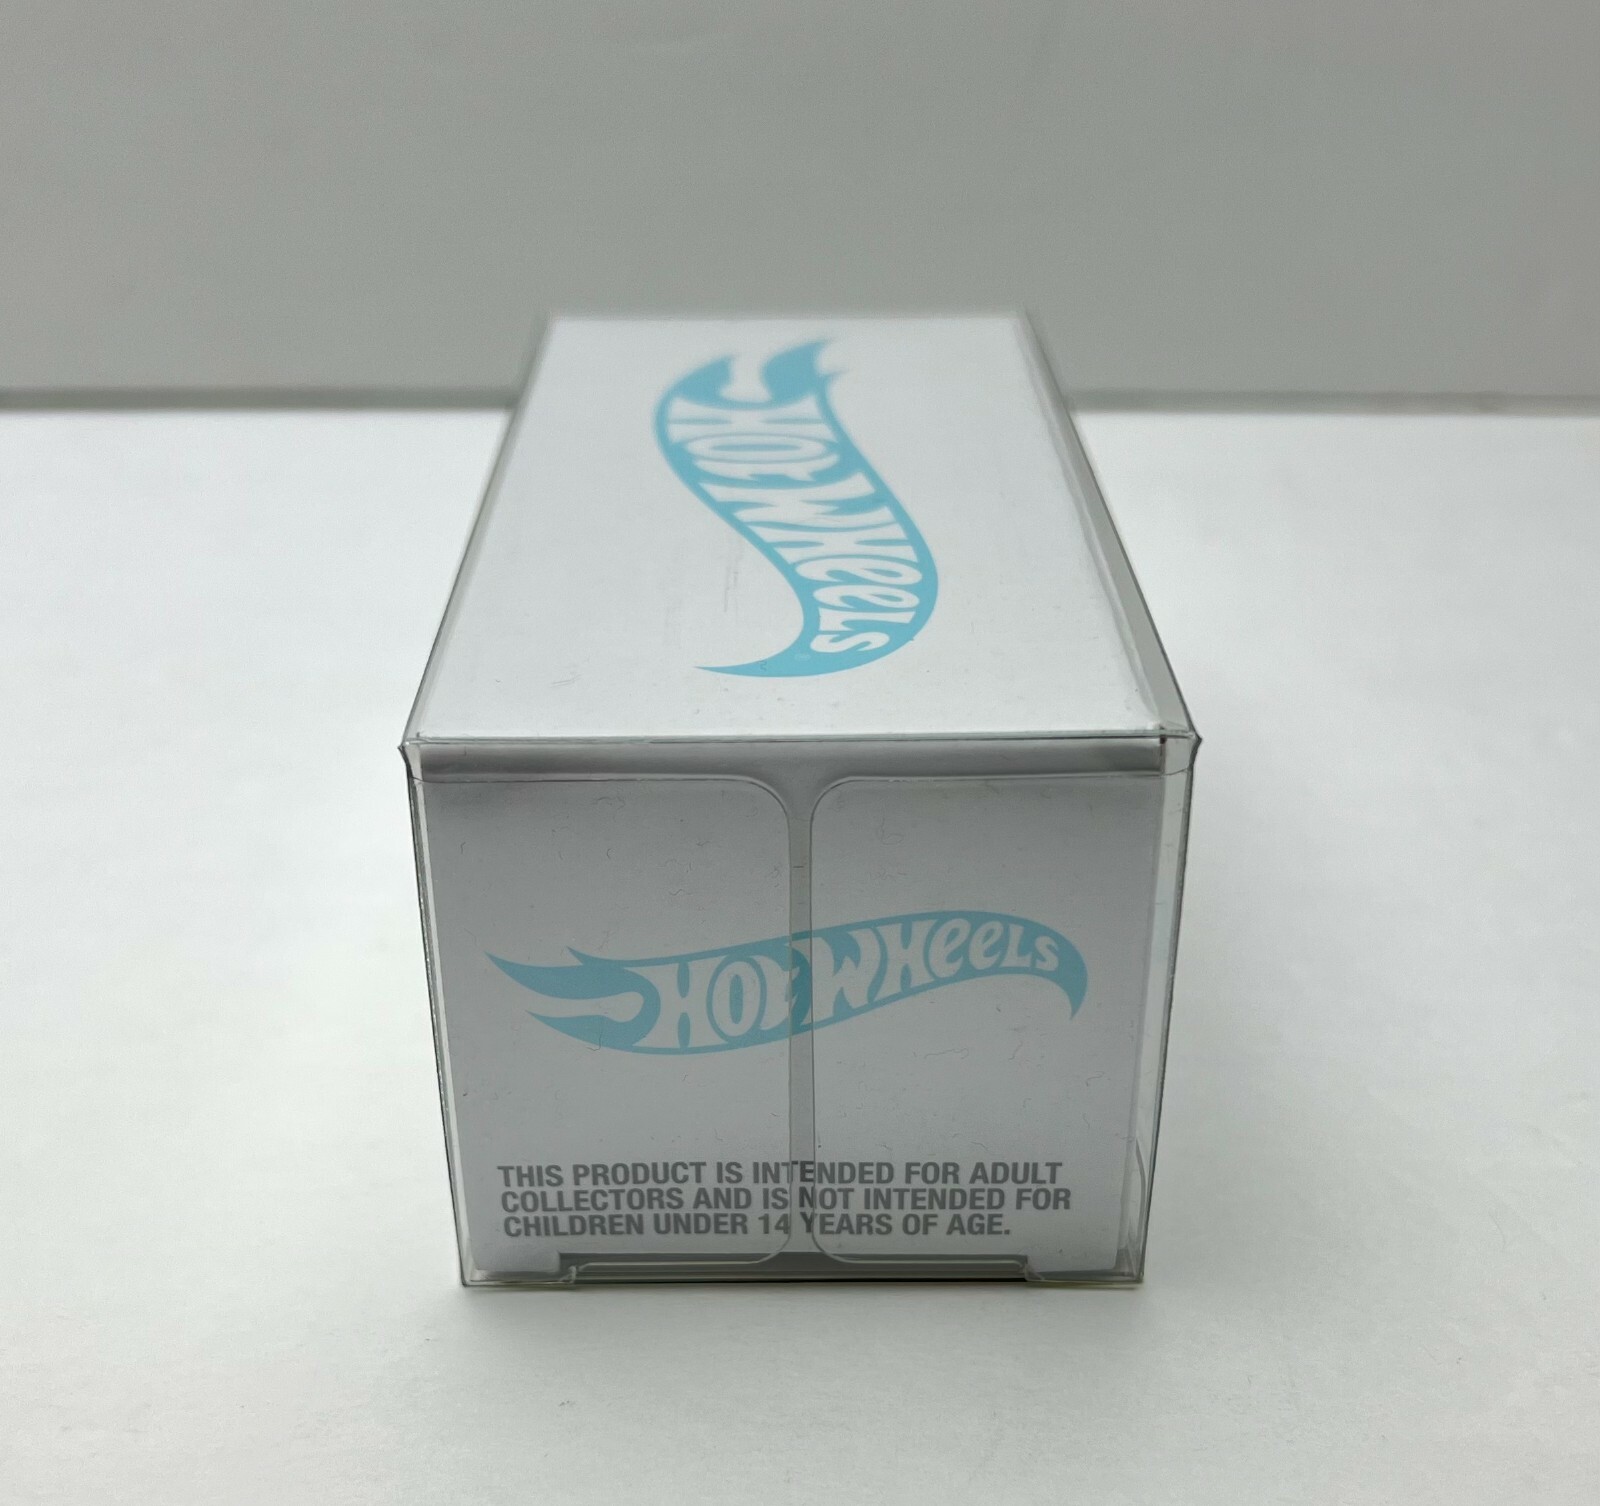 HOT WHEELS
HOT WHEELS
THIS PRODUCT IS INTENDED FOR ADULT
COLLECTORS AND IS NOT INTENDED FOR
CHILDREN UNDER 14 YEARS OF AGE.